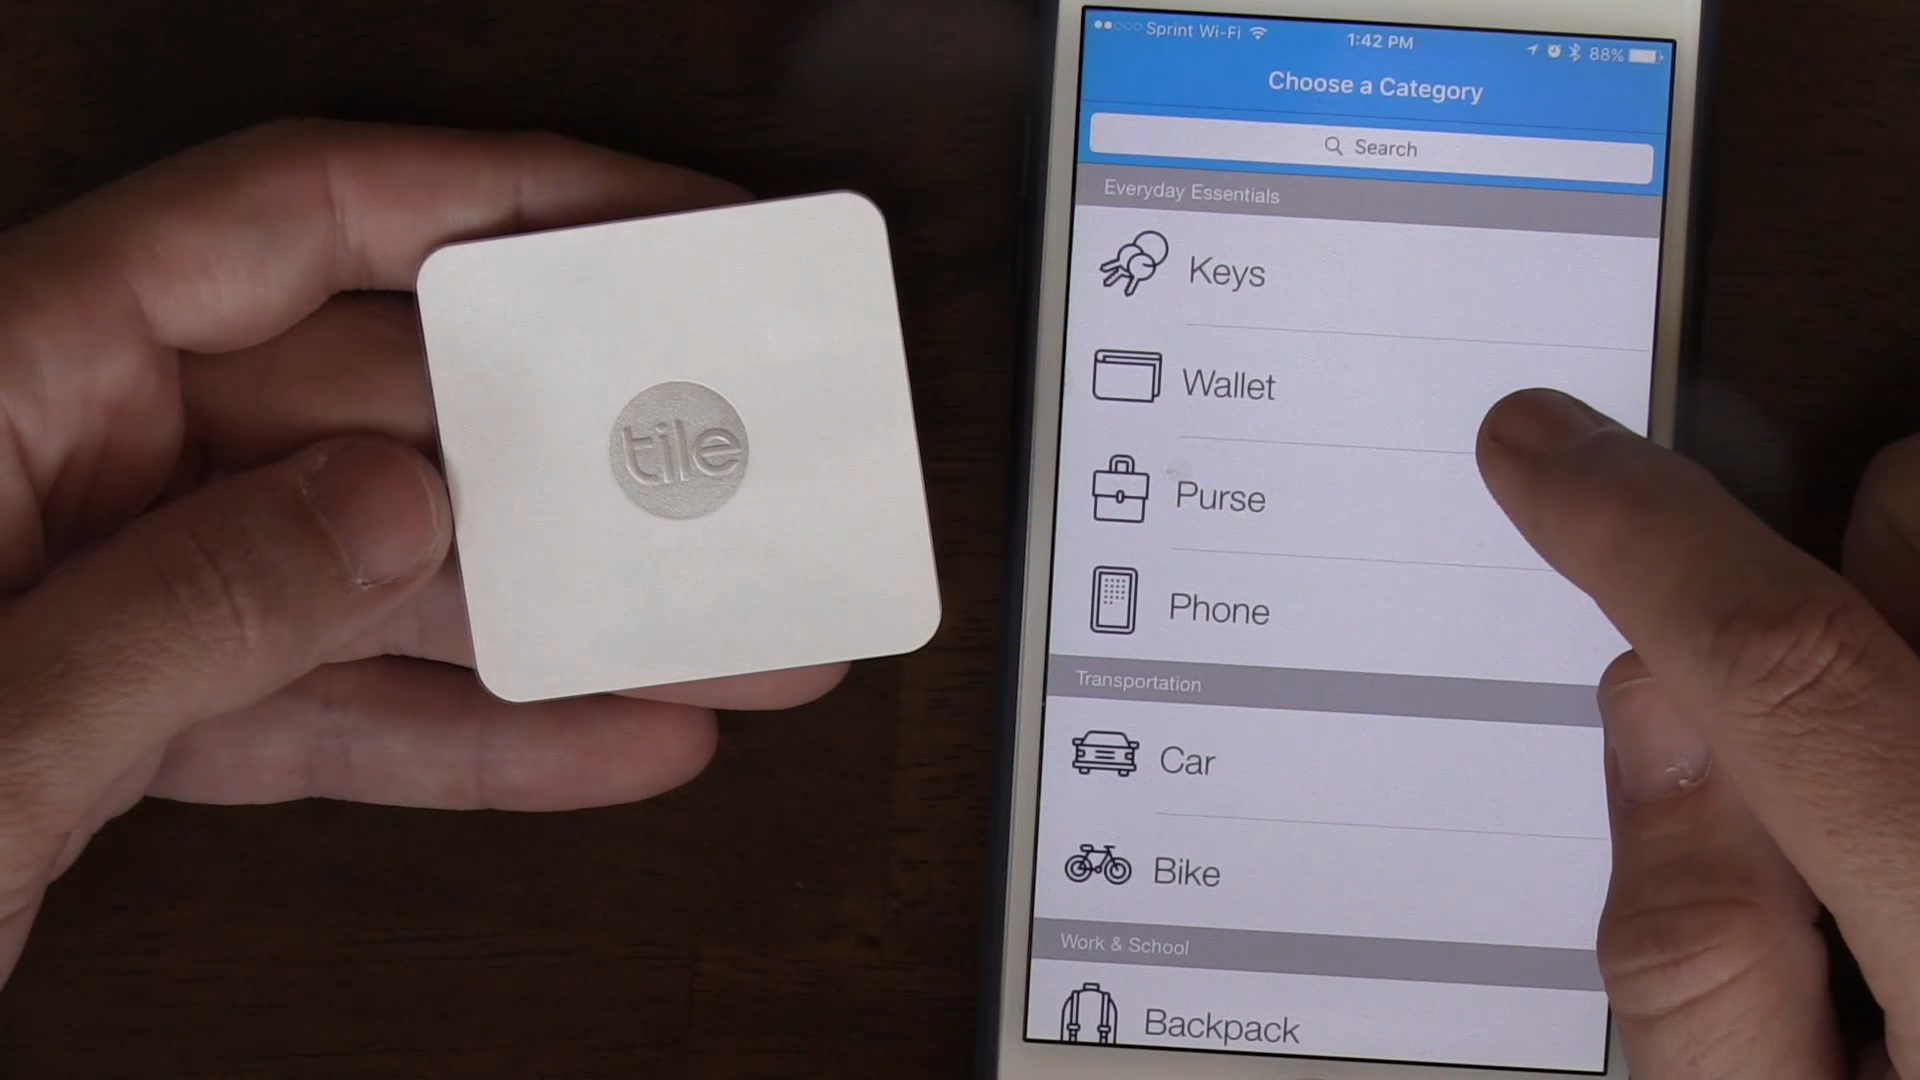 tile
Sprint Wi-Fi 1:42 PM 88%
Choose a Category
Search
Everyday Essentials
Keys
Wallet
Purse
Phone
Transportation
Car
Bike
Work & School
Backpack